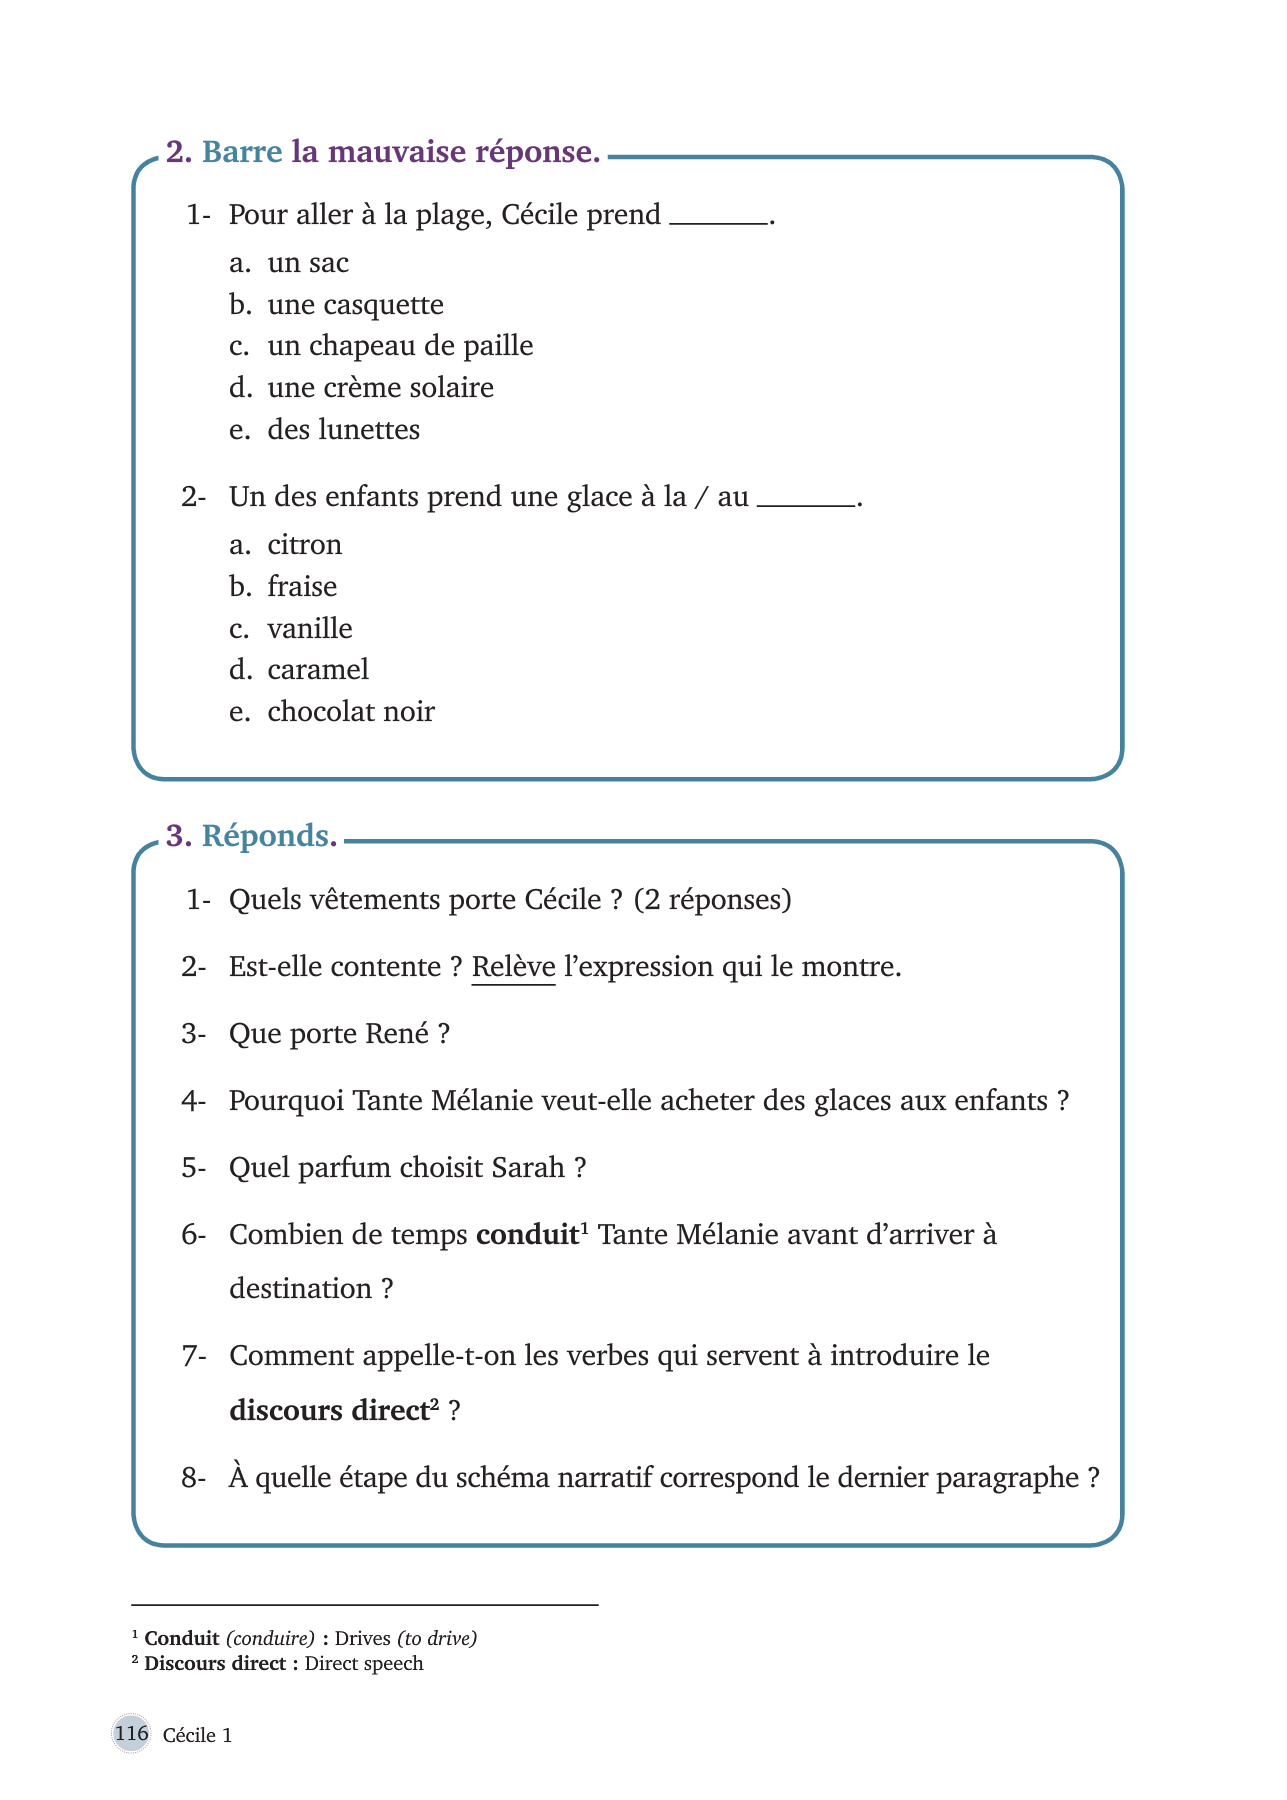 2. Barre la mauvaise réponse.
1- Pour aller à la plage, Cécile prend _______.
a. un sac
b. une casquette
c. un chapeau de paille
d. une crème solaire
e. des lunettes
2- Un des enfants prend une glace à la / au _______.
a. citron
b. fraise
c. vanille
d. caramel
e. chocolat noir
3. Réponds.
1- Quels vêtements porte Cécile ? (2 réponses)
2- Est-elle contente ? Relève l’expression qui le montre.
3- Que porte René ?
4- Pourquoi Tante Mélanie veut-elle acheter des glaces aux enfants ?
5- Quel parfum choisit Sarah ?
6- Combien de temps conduit¹ Tante Mélanie avant d’arriver à
destination ?
7- Comment appelle-t-on les verbes qui servent à introduire le
discours direct² ?
8- À quelle étape du schéma narratif correspond le dernier paragraphe ?
¹ Conduit (conduire) : Drives (to drive)
² Discours direct : Direct speech
116 Cécile 1